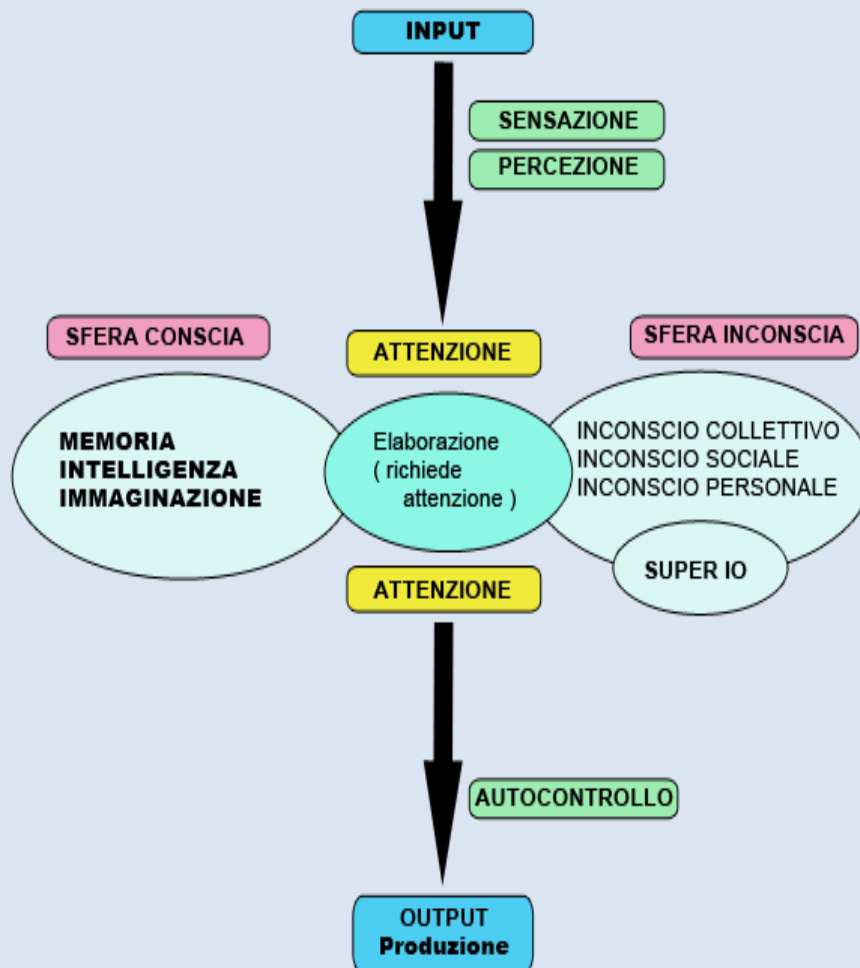 INPUT
SENSAZIONE
PERCEZIONE
SFERA CONSCIA
ATTENZIONE
SFERA INCONSCIA
MEMORIA
INTELLIGENZA
IMMAGINAZIONE
Elaborazione
( richiede
attenzione )
INCONSCIO COLLETTIVO
INCONSCIO SOCIALE
INCONSCIO PERSONALE
SUPER IO
ATTENZIONE
AUTOCONTROLLO
OUTPUT
Produzione